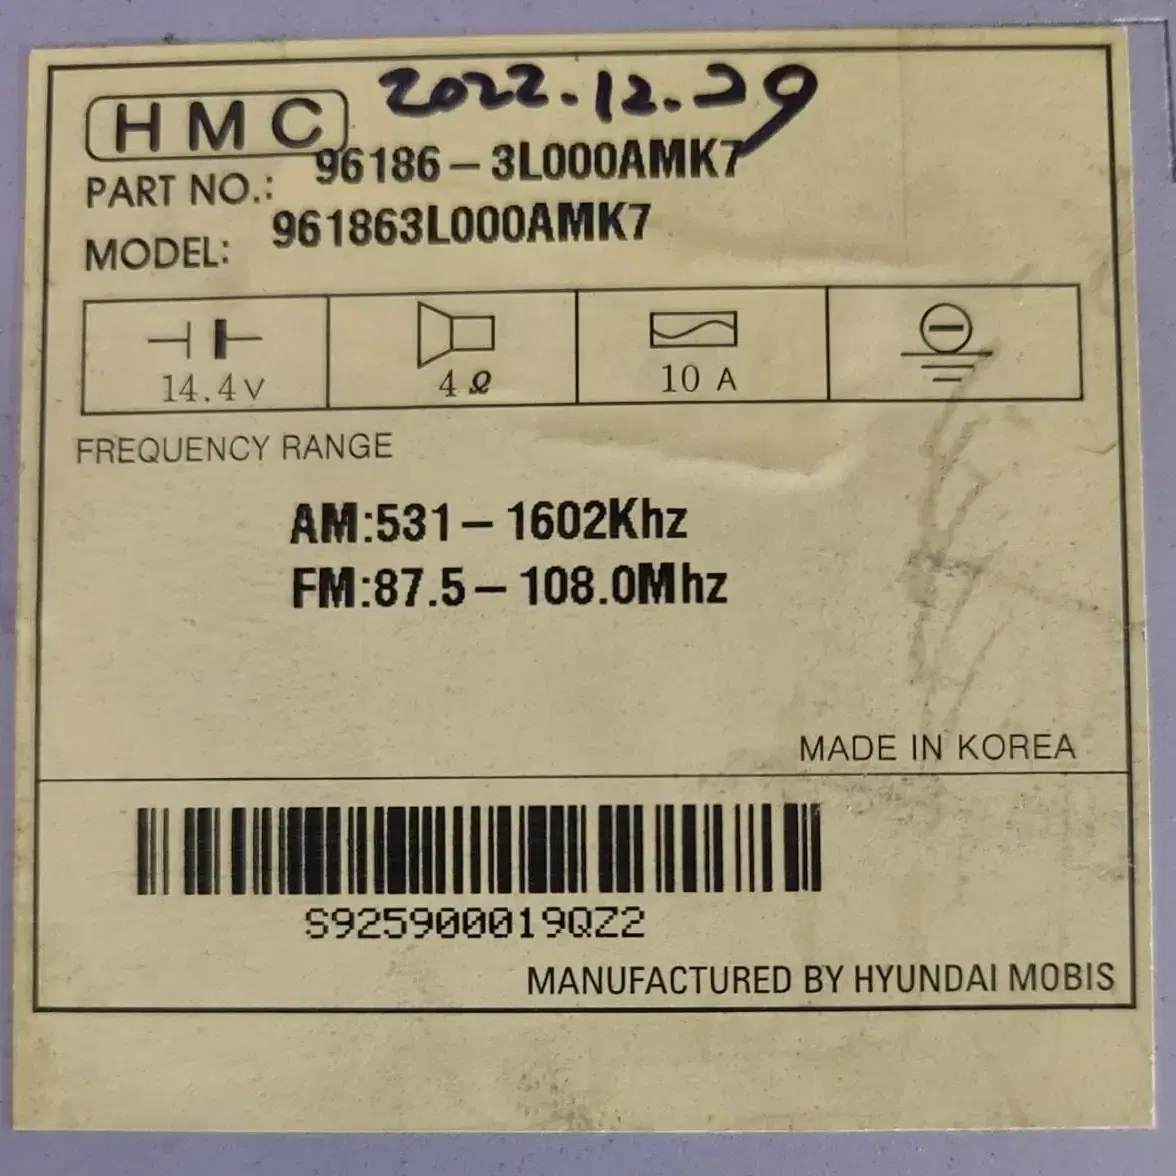 HMC 2022.12.29
PART NO.: 96186-3L000AMK7
MODEL: 961863L000AMK7
14.4V 4Ω 10 A
FREQUENCY RANGE
AM:531-1602Khz
FM:87.5-108.0Mhz
MADE IN KOREA
S925900019QZ2
MANUFACTURED BY HYUNDAI MOBIS